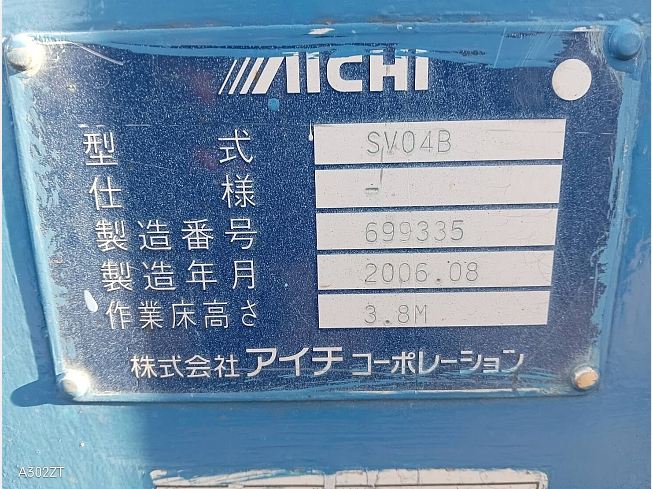 AICHI
型式 SV04B
仕様 -
製造番号 699335
製造年月 2006.08
作業床高さ 3.8M
株式会社 アイチ コーポレーション
A302ZT